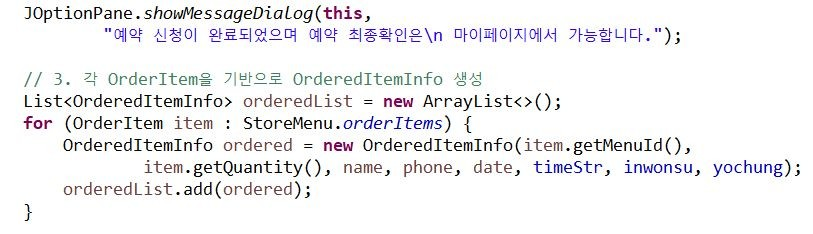 JOptionPane.showMessageDialog(this,
"예약 신청이 완료되었으며 예약 최종확인은\n 마이페이지에서 가능합니다.");
// 3. 각 OrderItem을 기반으로 OrderedItemInfo 생성
List<OrderedItemInfo> orderedList = new ArrayList<>();
for (OrderItem item : StoreMenu.orderItems) {
OrderedItemInfo ordered = new OrderedItemInfo(item.getMenuId(),
item.getQuantity(), name, phone, date, timeStr, inwonsu, yochung);
orderedList.add(ordered);
}